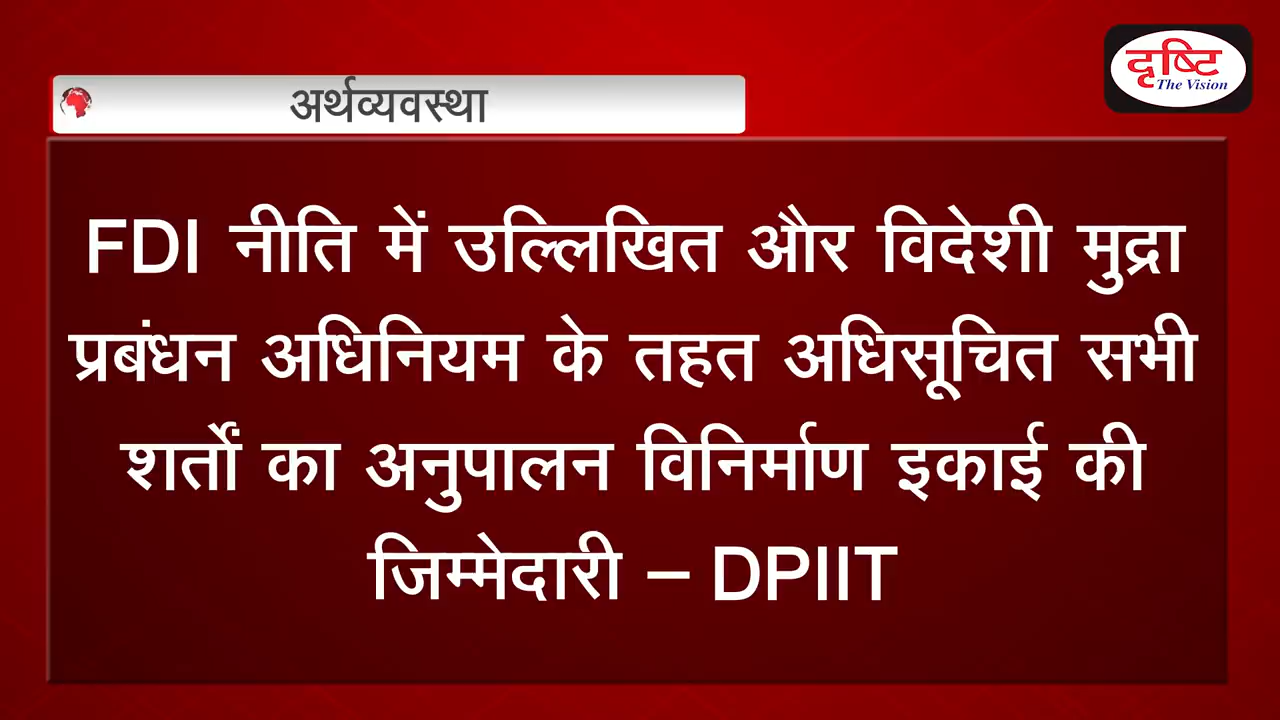 दृष्टि
The Vision
अर्थव्यवस्था
FDI नीति में उल्लिखित और विदेशी मुद्रा
प्रबंधन अधिनियम के तहत अधिसूचित सभी
शर्तों का अनुपालन विनिर्माण इकाई की
जिम्मेदारी – DPIIT